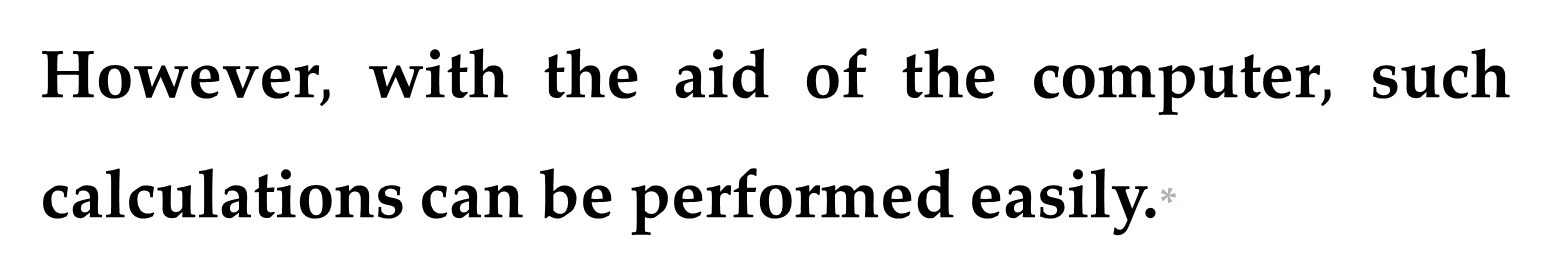 However, with the aid of the computer, such
calculations can be performed easily.*